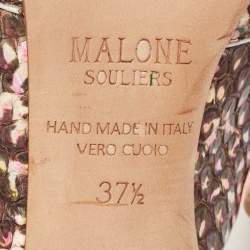 MALONE
SOULIERS
HAND MADE IN ITALY
VERO CUOIO
37½